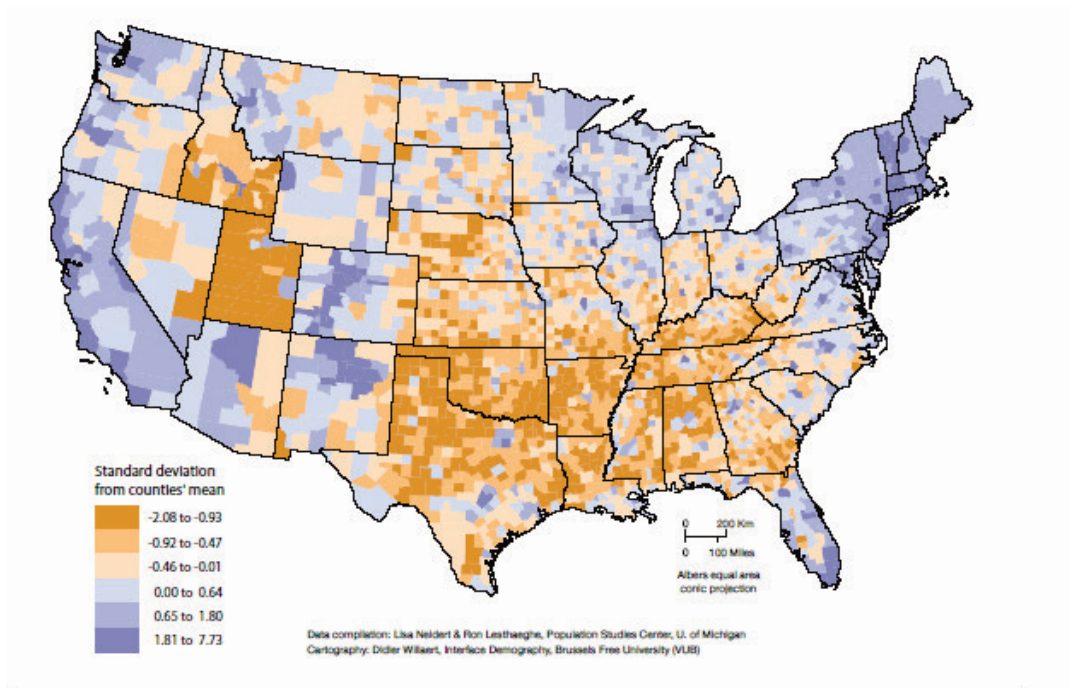 Standard deviation
from counties' mean
-2.08 to -0.93
-0.92 to -0.47
-0.46 to -0.01
0.00 to 0.64
0.65 to 1.80
1.81 to 7.73
0 200 Km
0 100 Miles
Albers equal area
conic projection
Data compilation: Lisa Neidert & Ron Lesthaeghe, Population Studies Center, U. of Michigan
Cartography: Didier Willaert, Interface Demography, Brussels Free University (VUB)